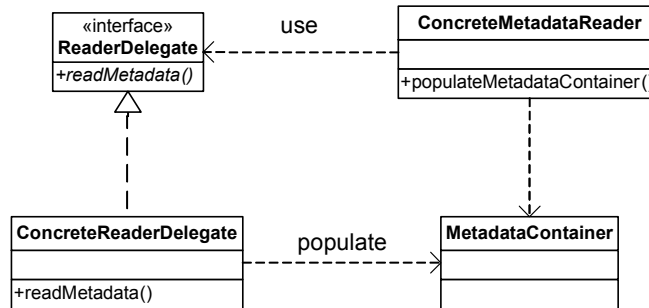 «interface»
ReaderDelegate
+readMetadata()
use
ConcreteMetadataReader
+populateMetadataContainer()
ConcreteReaderDelegate
+readMetadata()
populate
MetadataContainer